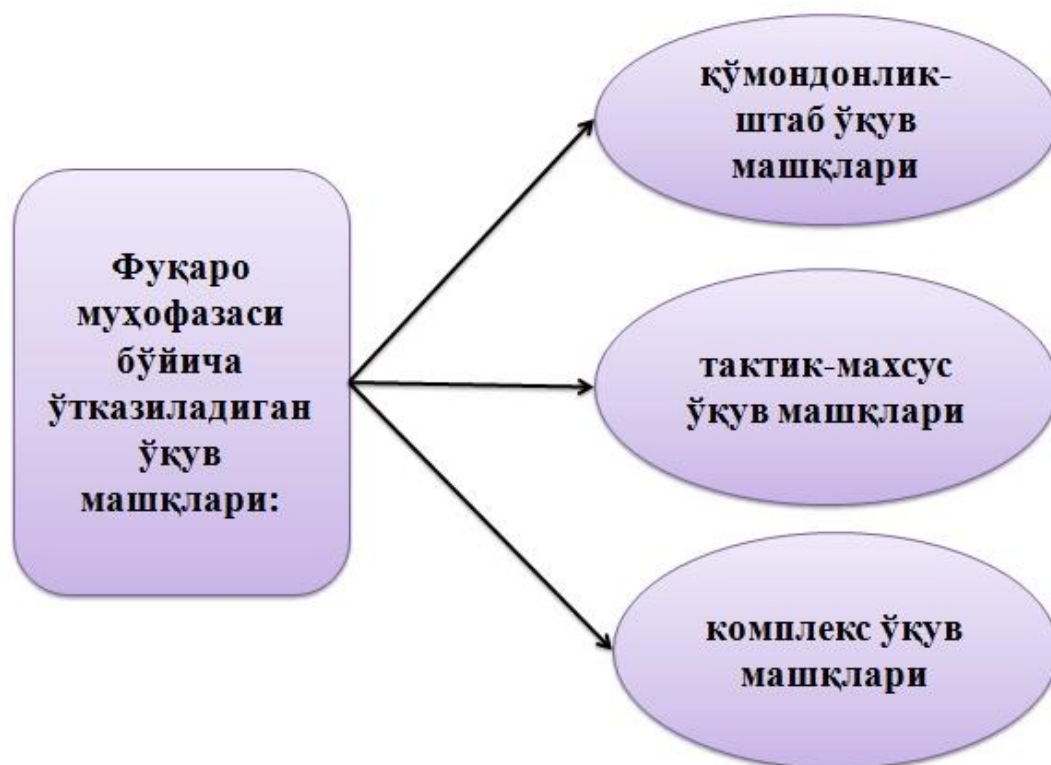 Фуқаро
муҳофазаси
бўйича
ўтказиладиган
ўқув
машқлари:
қўмондонлик-
штаб ўқув
машқлари
тактик-махсус
ўқув машқлари
комплекс ўқув
машқлари